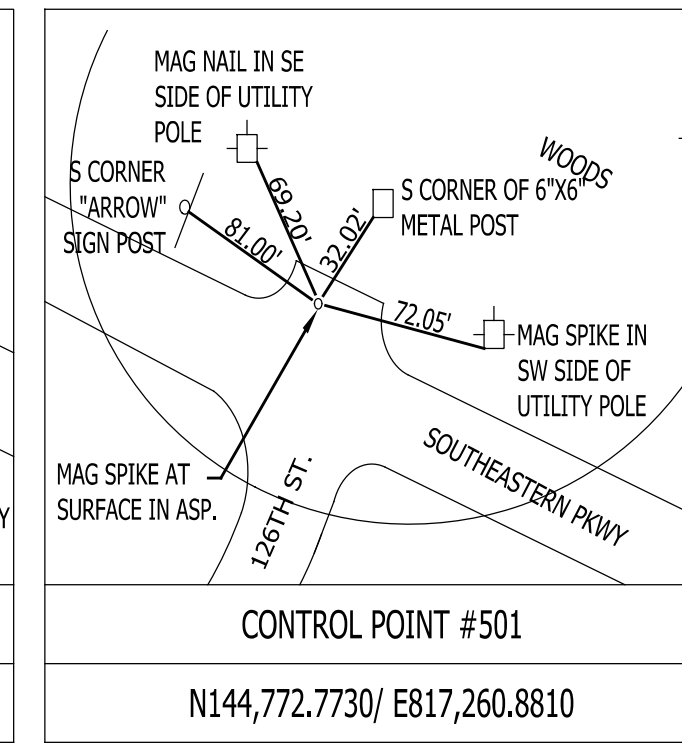 MAG NAIL IN SE
SIDE OF UTILITY
POLE
S CORNER
"ARROW"
SIGN POST
81.00'
69.20'
32.02'
WOODS
S CORNER OF 6"X6"
METAL POST
72.05'
MAG SPIKE IN
SW SIDE OF
UTILITY POLE
MAG SPIKE AT
SURFACE IN ASP.
126TH ST.
SOUTHEASTERN PKWY
Y
CONTROL POINT #501
N144,772.7730/ E817,260.8810